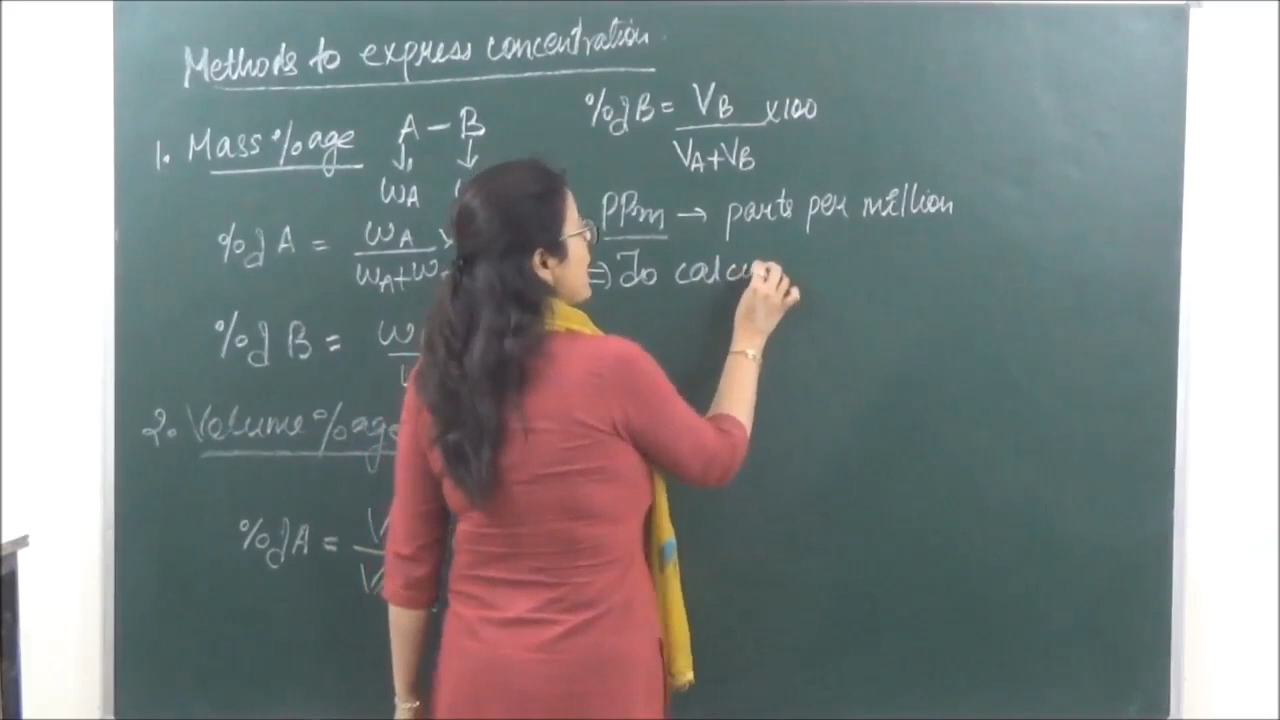 Methods to express concentration
1. Mass %age A – B
↓ ↓
WA
% of A = WA
WA+W
% of B = W
2. Volume %age
% of A = V
V
% of B = VB x100
VA+VB
PPm → parts per million
⇒ To calcu